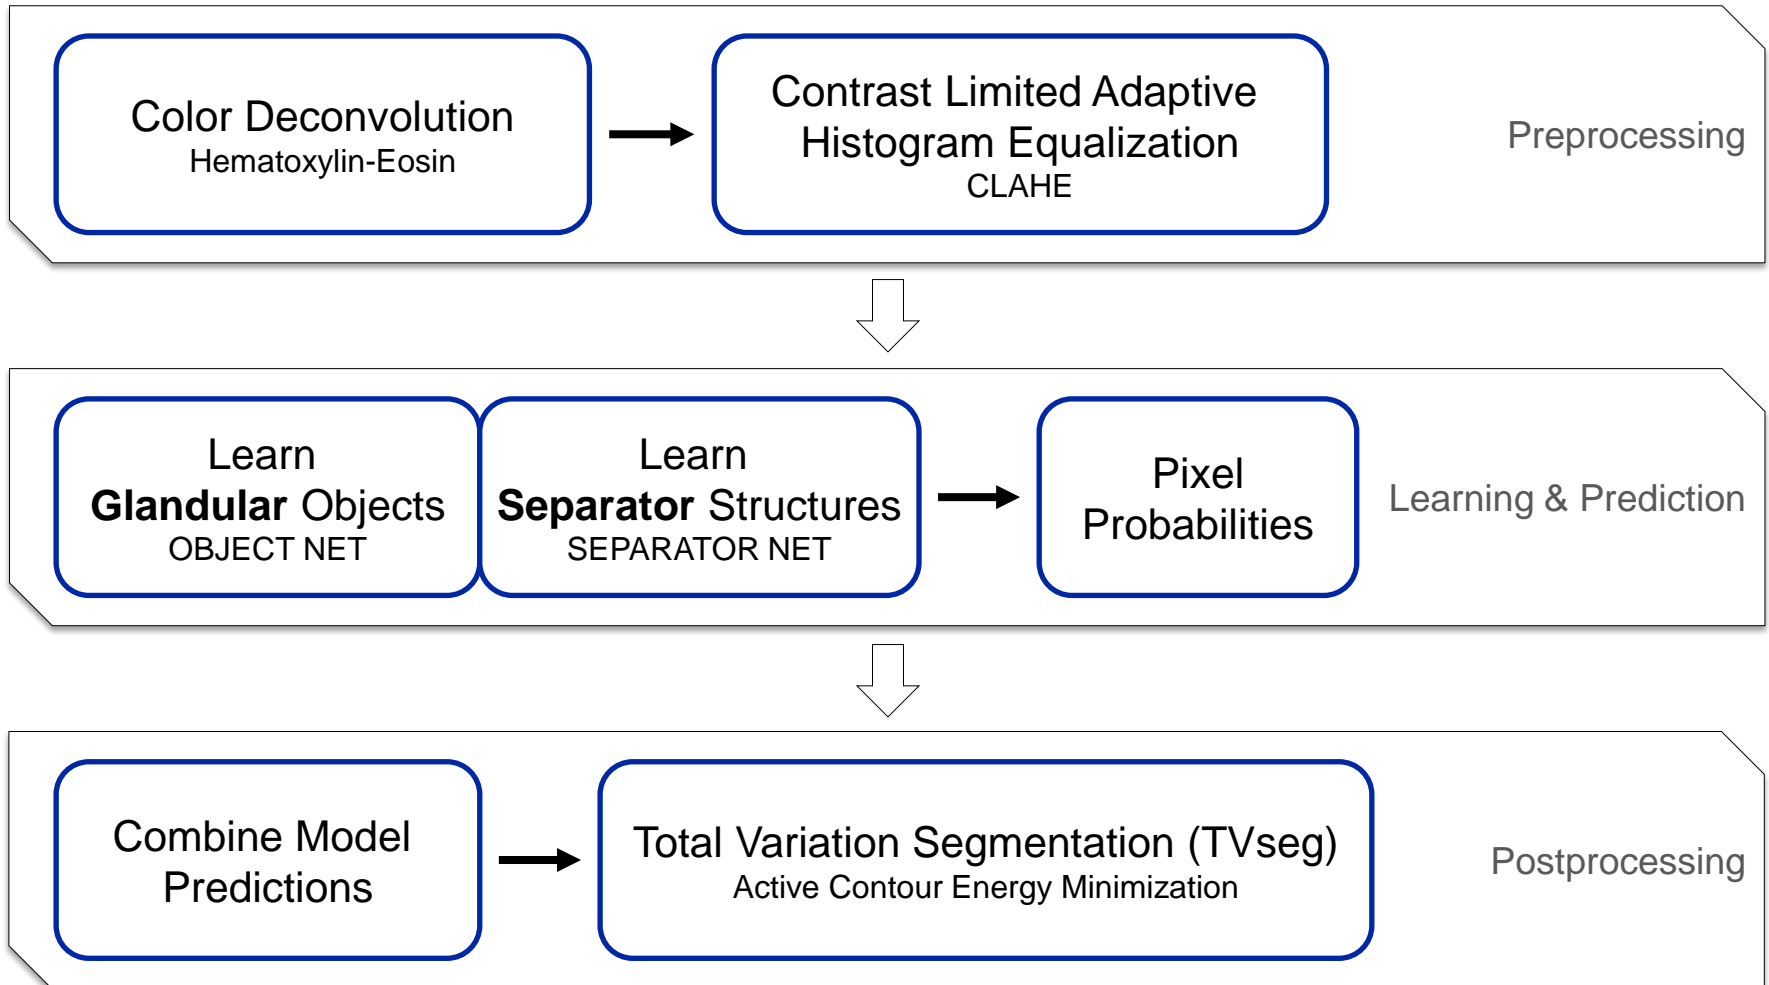 Color Deconvolution
Hematoxylin-Eosin
Contrast Limited Adaptive
Histogram Equalization
CLAHE
Preprocessing
Learn
Glandular Objects
OBJECT NET
Learn
Separator Structures
SEPARATOR NET
Pixel
Probabilities
Learning & Prediction
Combine Model
Predictions
Total Variation Segmentation (TVseg)
Active Contour Energy Minimization
Postprocessing